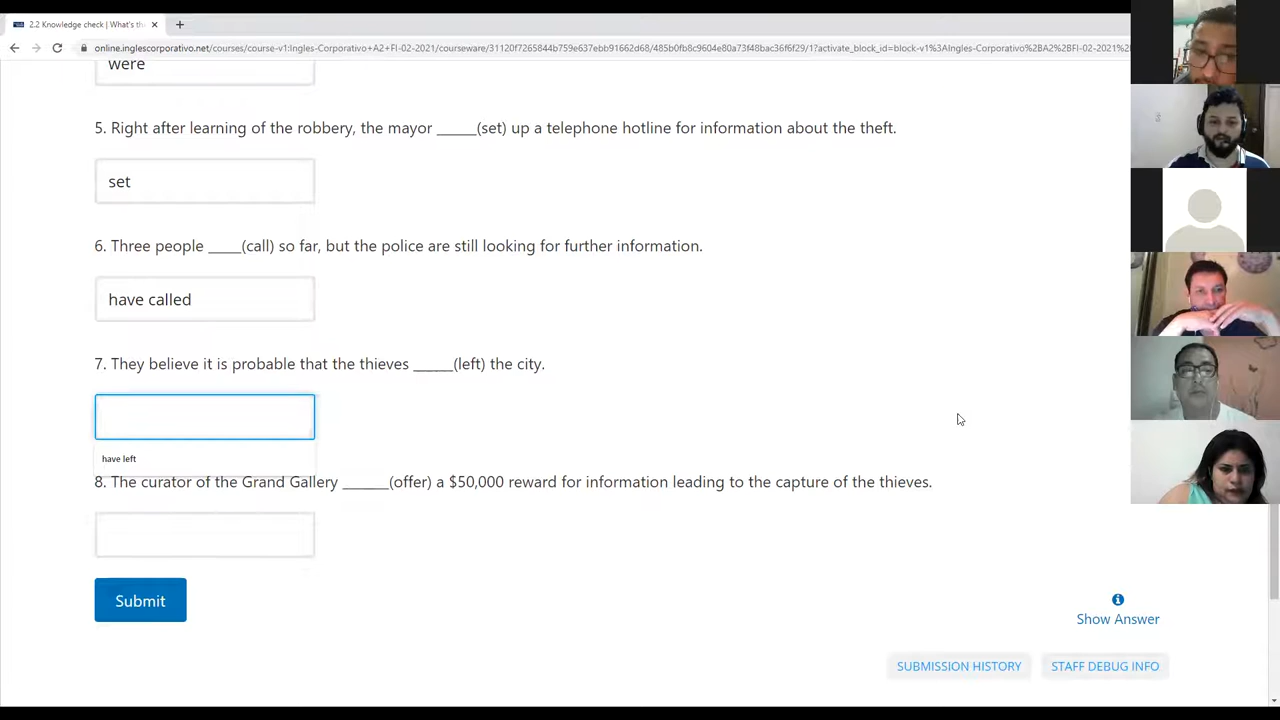 2.2 Knowledge check | What's th
online.inglescorporativo.net/courses/course-v1:Ingles-Corporativo+A2+FI-02-2021/courseware/31120f7265844b759e637ebb91662d68/485b0fb8c9604e80a73f48bac36f6f29/1?activate_block_id=block-v1%3AIngles-Corporativo%2BA2%2BFI-02-2021%2
were
5. Right after learning of the robbery, the mayor ______(set) up a telephone hotline for information about the theft.
set
6. Three people _____(call) so far, but the police are still looking for further information.
have called
7. They believe it is probable that the thieves ______(left) the city.
have left
8. The curator of the Grand Gallery _______(offer) a $50,000 reward for information leading to the capture of the thieves.
Submit
Show Answer
SUBMISSION HISTORY
STAFF DEBUG INFO